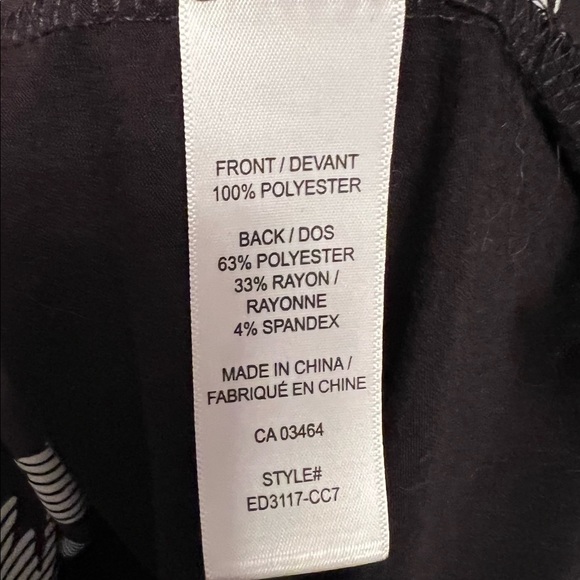 FRONT / DEVANT
100% POLYESTER
BACK / DOS
63% POLYESTER
33% RAYON /
RAYONNE
4% SPANDEX
MADE IN CHINA /
FABRIQUÉ EN CHINE
CA 03464
STYLE#
ED3117-CC7